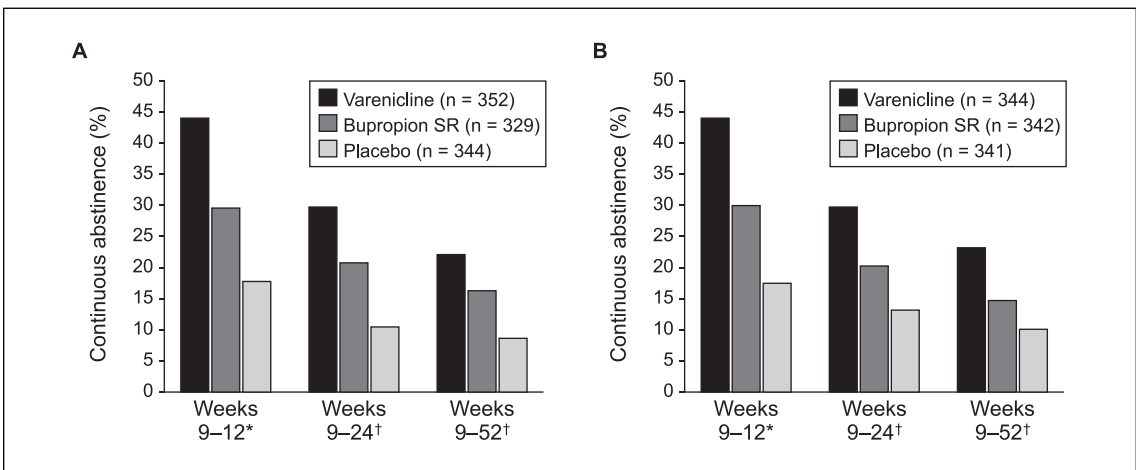 A
Continuous abstinence (%)
50
45
40
35
30
25
20
15
10
5
0
Varenicline (n = 352)
Bupropion SR (n = 329)
Placebo (n = 344)
Weeks
9–12*
Weeks
9–24†
Weeks
9–52†
B
Continuous abstinence (%)
50
45
40
35
30
25
20
15
10
5
0
Varenicline (n = 344)
Bupropion SR (n = 342)
Placebo (n = 341)
Weeks
9–12*
Weeks
9–24†
Weeks
9–52†